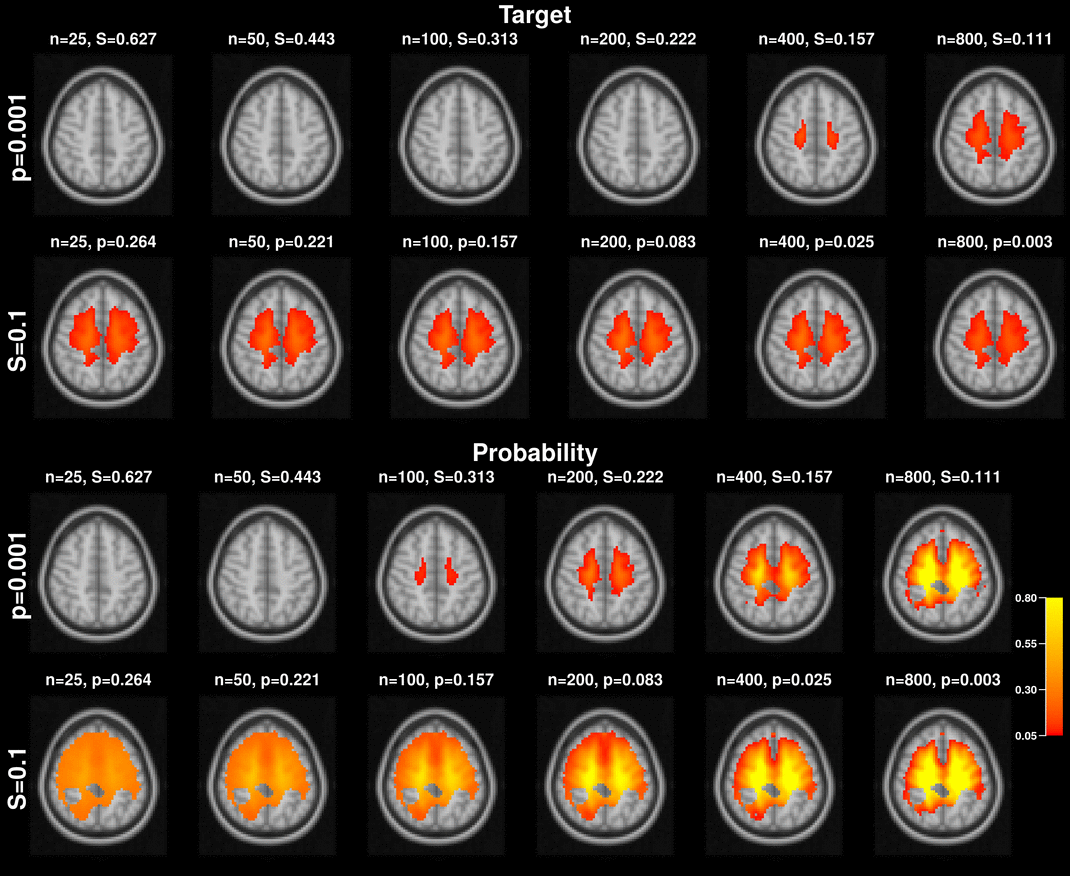 Target
n=25, S=0.627 n=50, S=0.443 n=100, S=0.313 n=200, S=0.222 n=400, S=0.157 n=800, S=0.111
p=0.001
n=25, p=0.264 n=50, p=0.221 n=100, p=0.157 n=200, p=0.083 n=400, p=0.025 n=800, p=0.003
S=0.1
Probability
n=25, S=0.627 n=50, S=0.443 n=100, S=0.313 n=200, S=0.222 n=400, S=0.157 n=800, S=0.111
p=0.001
0.80
0.55
0.30
0.05
n=25, p=0.264 n=50, p=0.221 n=100, p=0.157 n=200, p=0.083 n=400, p=0.025 n=800, p=0.003
S=0.1